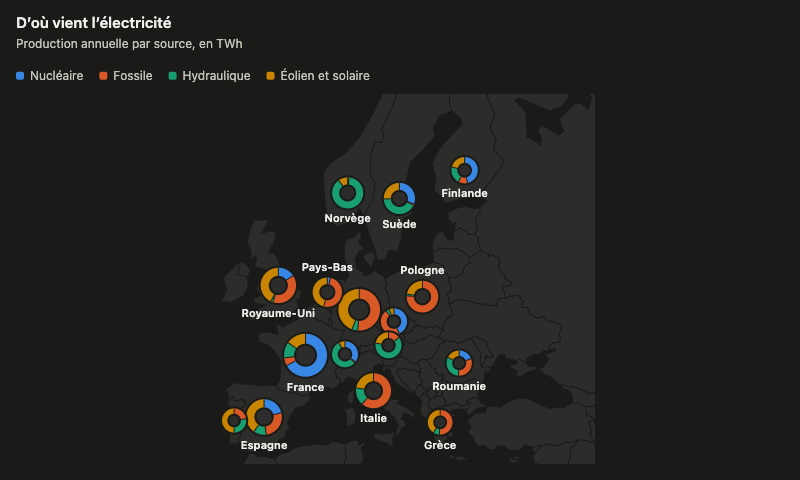 D’où vient l’électricité
Production annuelle par source, en TWh
Nucléaire Fossile Hydraulique Éolien et solaire
Finlande
Norvège
Suède
Pays-Bas
Pologne
Royaume-Uni
France
Roumanie
Italie
Espagne
Grèce